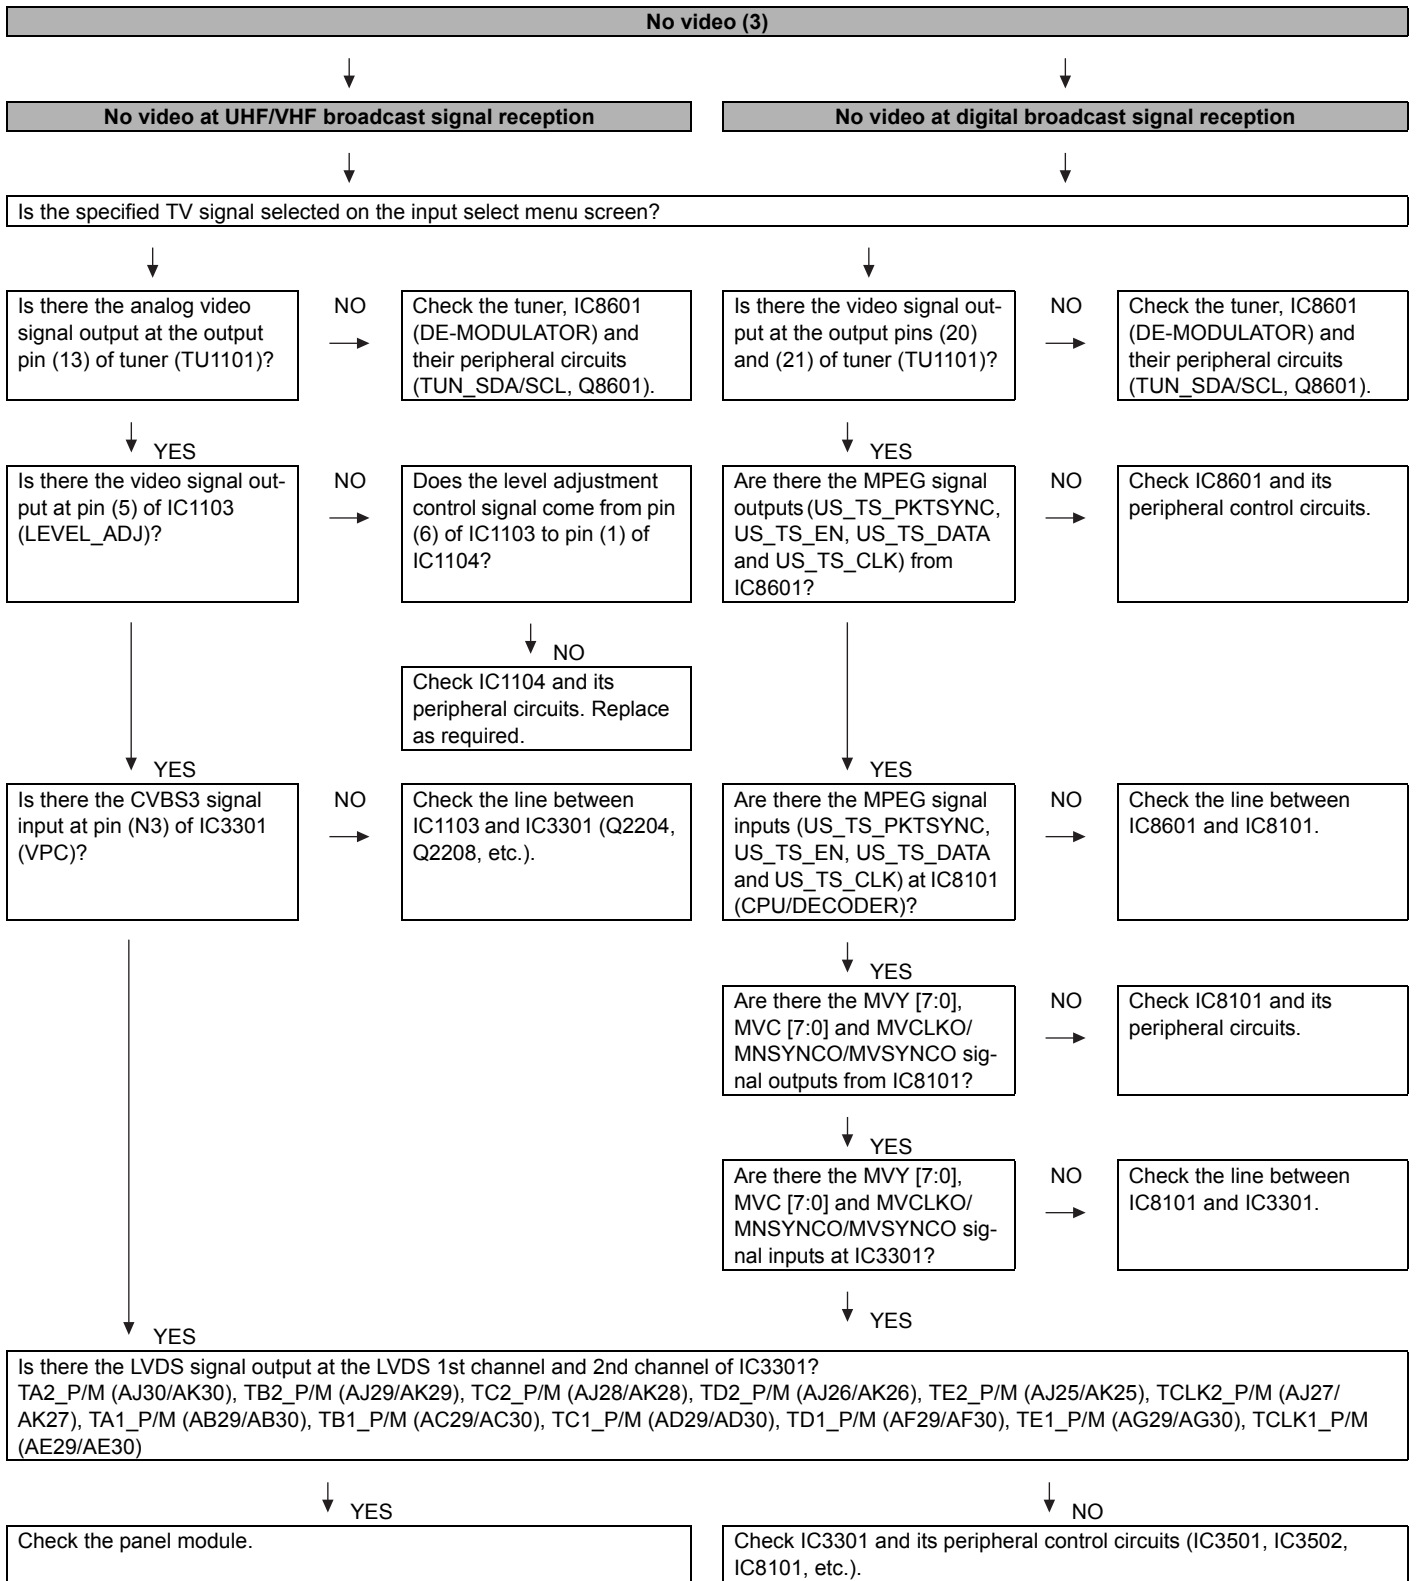 No video (3)
No video at UHF/VHF broadcast signal reception
No video at digital broadcast signal reception
Is the specified TV signal selected on the input select menu screen?
Is there the analog video
signal output at the output
pin (13) of tuner (TU1101)?
NO
Check the tuner, IC8601
(DE-MODULATOR) and
their peripheral circuits
(TUN_SDA/SCL, Q8601).
Is there the video signal out-
put at the output pins (20)
and (21) of tuner (TU1101)?
NO
Check the tuner, IC8601
(DE-MODULATOR) and
their peripheral circuits
(TUN_SDA/SCL, Q8601).
YES
YES
Is there the video signal out-
put at pin (5) of IC1103
(LEVEL_ADJ)?
NO
Does the level adjustment
control signal come from pin
(6) of IC1103 to pin (1) of
IC1104?
Are there the MPEG signal
outputs (US_TS_PKTSYNC,
US_TS_EN, US_TS_DATA
and US_TS_CLK) from
IC8601?
NO
Check IC8601 and its
peripheral control circuits.
NO
Check IC1104 and its
peripheral circuits. Replace
as required.
YES
YES
Is there the CVBS3 signal
input at pin (N3) of IC3301
(VPC)?
NO
Check the line between
IC1103 and IC3301 (Q2204,
Q2208, etc.).
Are there the MPEG signal
inputs (US_TS_PKTSYNC,
US_TS_EN, US_TS_DATA
and US_TS_CLK) at IC8101
(CPU/DECODER)?
NO
Check the line between
IC8601 and IC8101.
YES
Are there the MVY [7:0],
MVC [7:0] and MVCLKO/
MNSYNCO/MVSYNCO sig-
nal outputs from IC8101?
NO
Check IC8101 and its
peripheral circuits.
YES
Are there the MVY [7:0],
MVC [7:0] and MVCLKO/
MNSYNCO/MVSYNCO sig-
nal inputs at IC3301?
NO
Check the line between
IC8101 and IC3301.
YES
YES
Is there the LVDS signal output at the LVDS 1st channel and 2nd channel of IC3301?
TA2_P/M (AJ30/AK30), TB2_P/M (AJ29/AK29), TC2_P/M (AJ28/AK28), TD2_P/M (AJ26/AK26), TE2_P/M (AJ25/AK25), TCLK2_P/M (AJ27/
AK27), TA1_P/M (AB29/AB30), TB1_P/M (AC29/AC30), TC1_P/M (AD29/AD30), TD1_P/M (AF29/AF30), TE1_P/M (AG29/AG30), TCLK1_P/M
(AE29/AE30)
YES
NO
Check the panel module.
Check IC3301 and its peripheral control circuits (IC3501, IC3502,
IC8101, etc.).